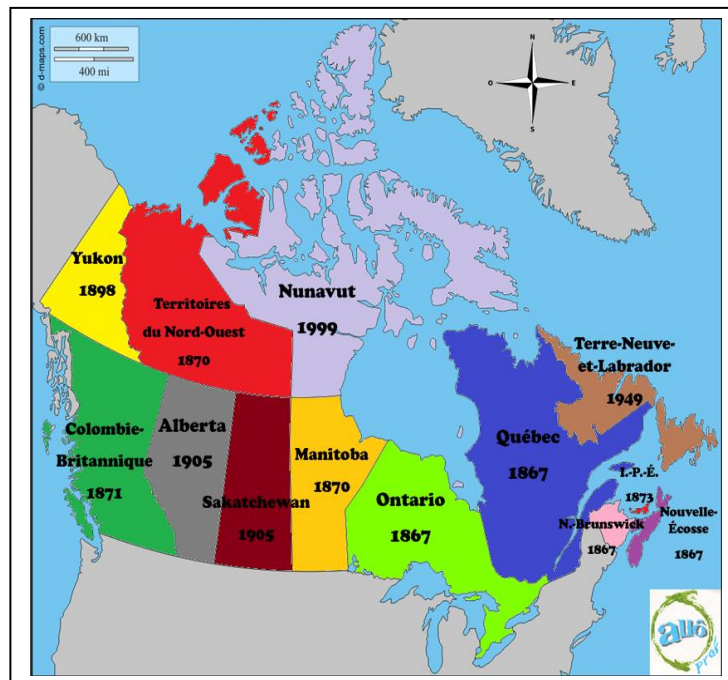 © d-maps.com
600 km
400 mi
N
O
E
S
Yukon
1898
Territoires
du Nord-Ouest
1870
Nunavut
1999
Terre-Neuve-
et-Labrador
1949
Colombie-
Britannique
1871
Alberta
1905
Sakatchewan
1905
Manitoba
1870
Ontario
1867
Québec
1867
I.-P.-É.
1873
N.-Brunswick
1867
Nouvelle-
Écosse
1867
allô
prof